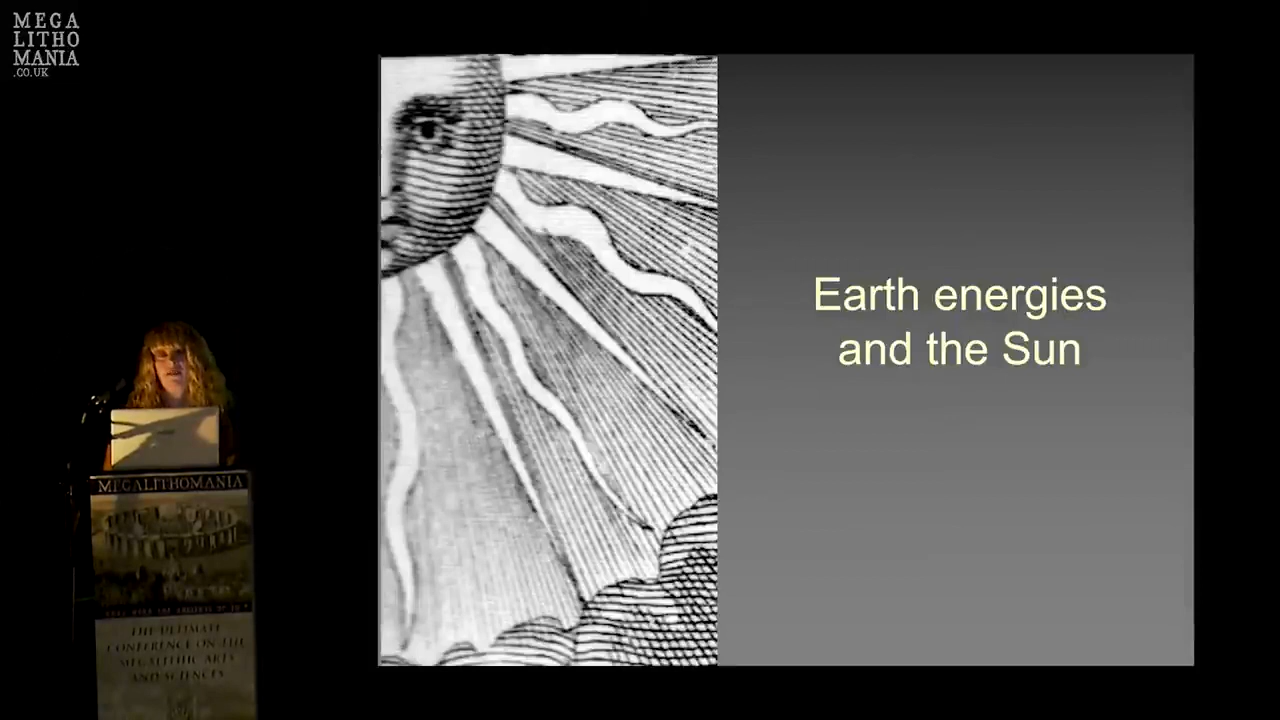 MEGA
LITHO
MANIA
.CO.UK
Earth energies
and the Sun
MEGALITHOMANIA
THE ULTIMATE
CONFERENCE ON THE
MEGALITHIC ARTS
AND SCIENCES